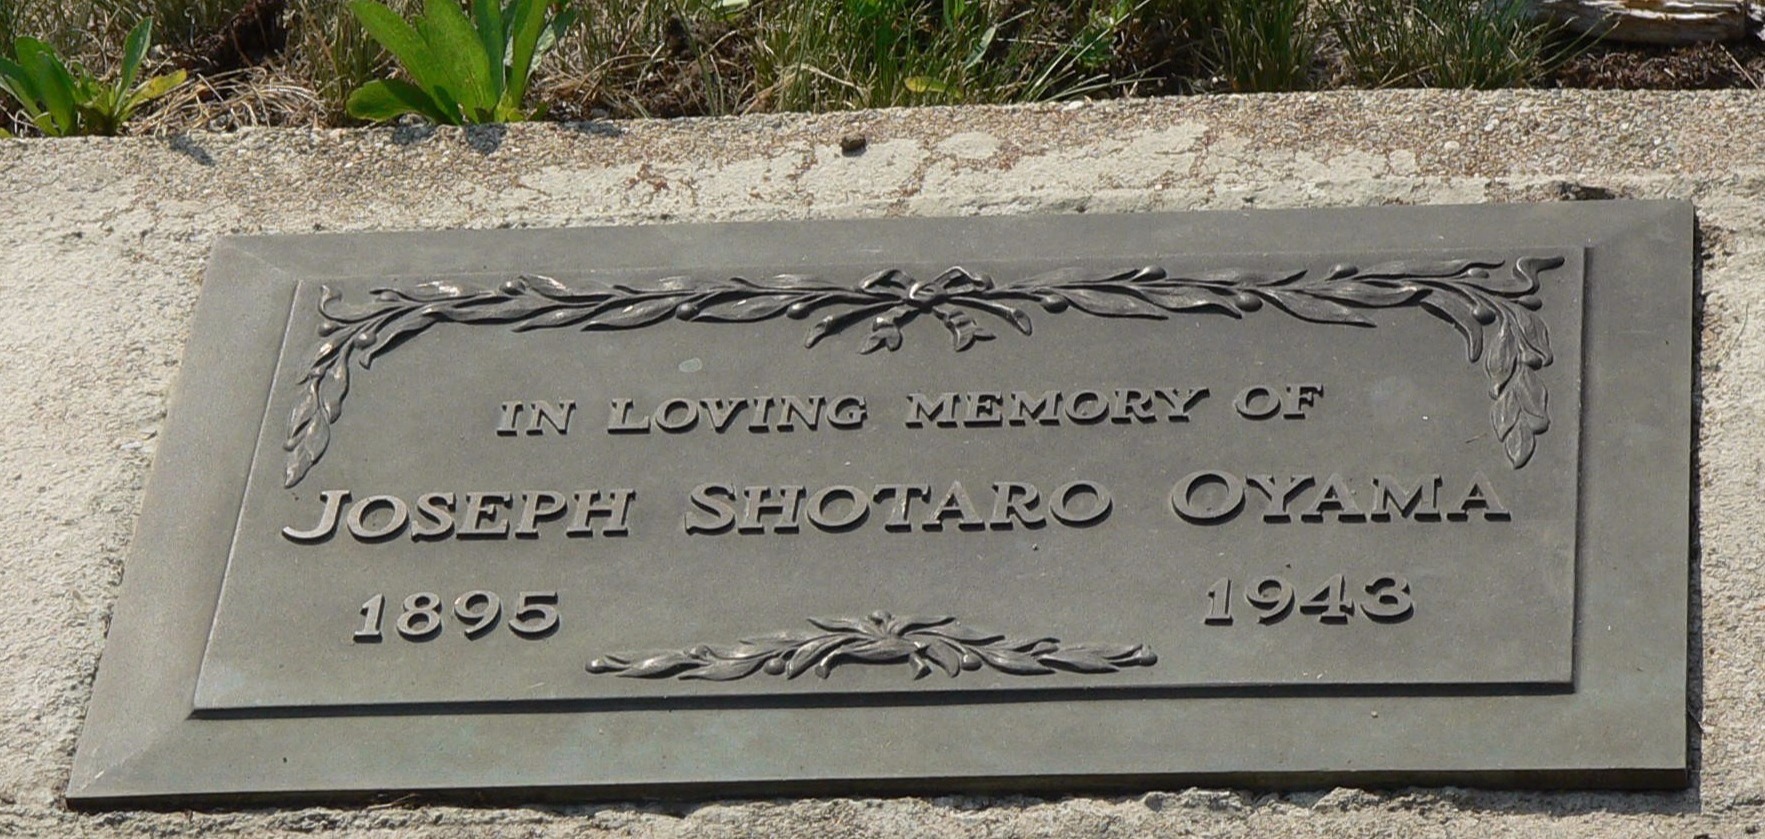 IN LOVING MEMORY OF
JOSEPH SHOTARO OYAMA
1895 1943